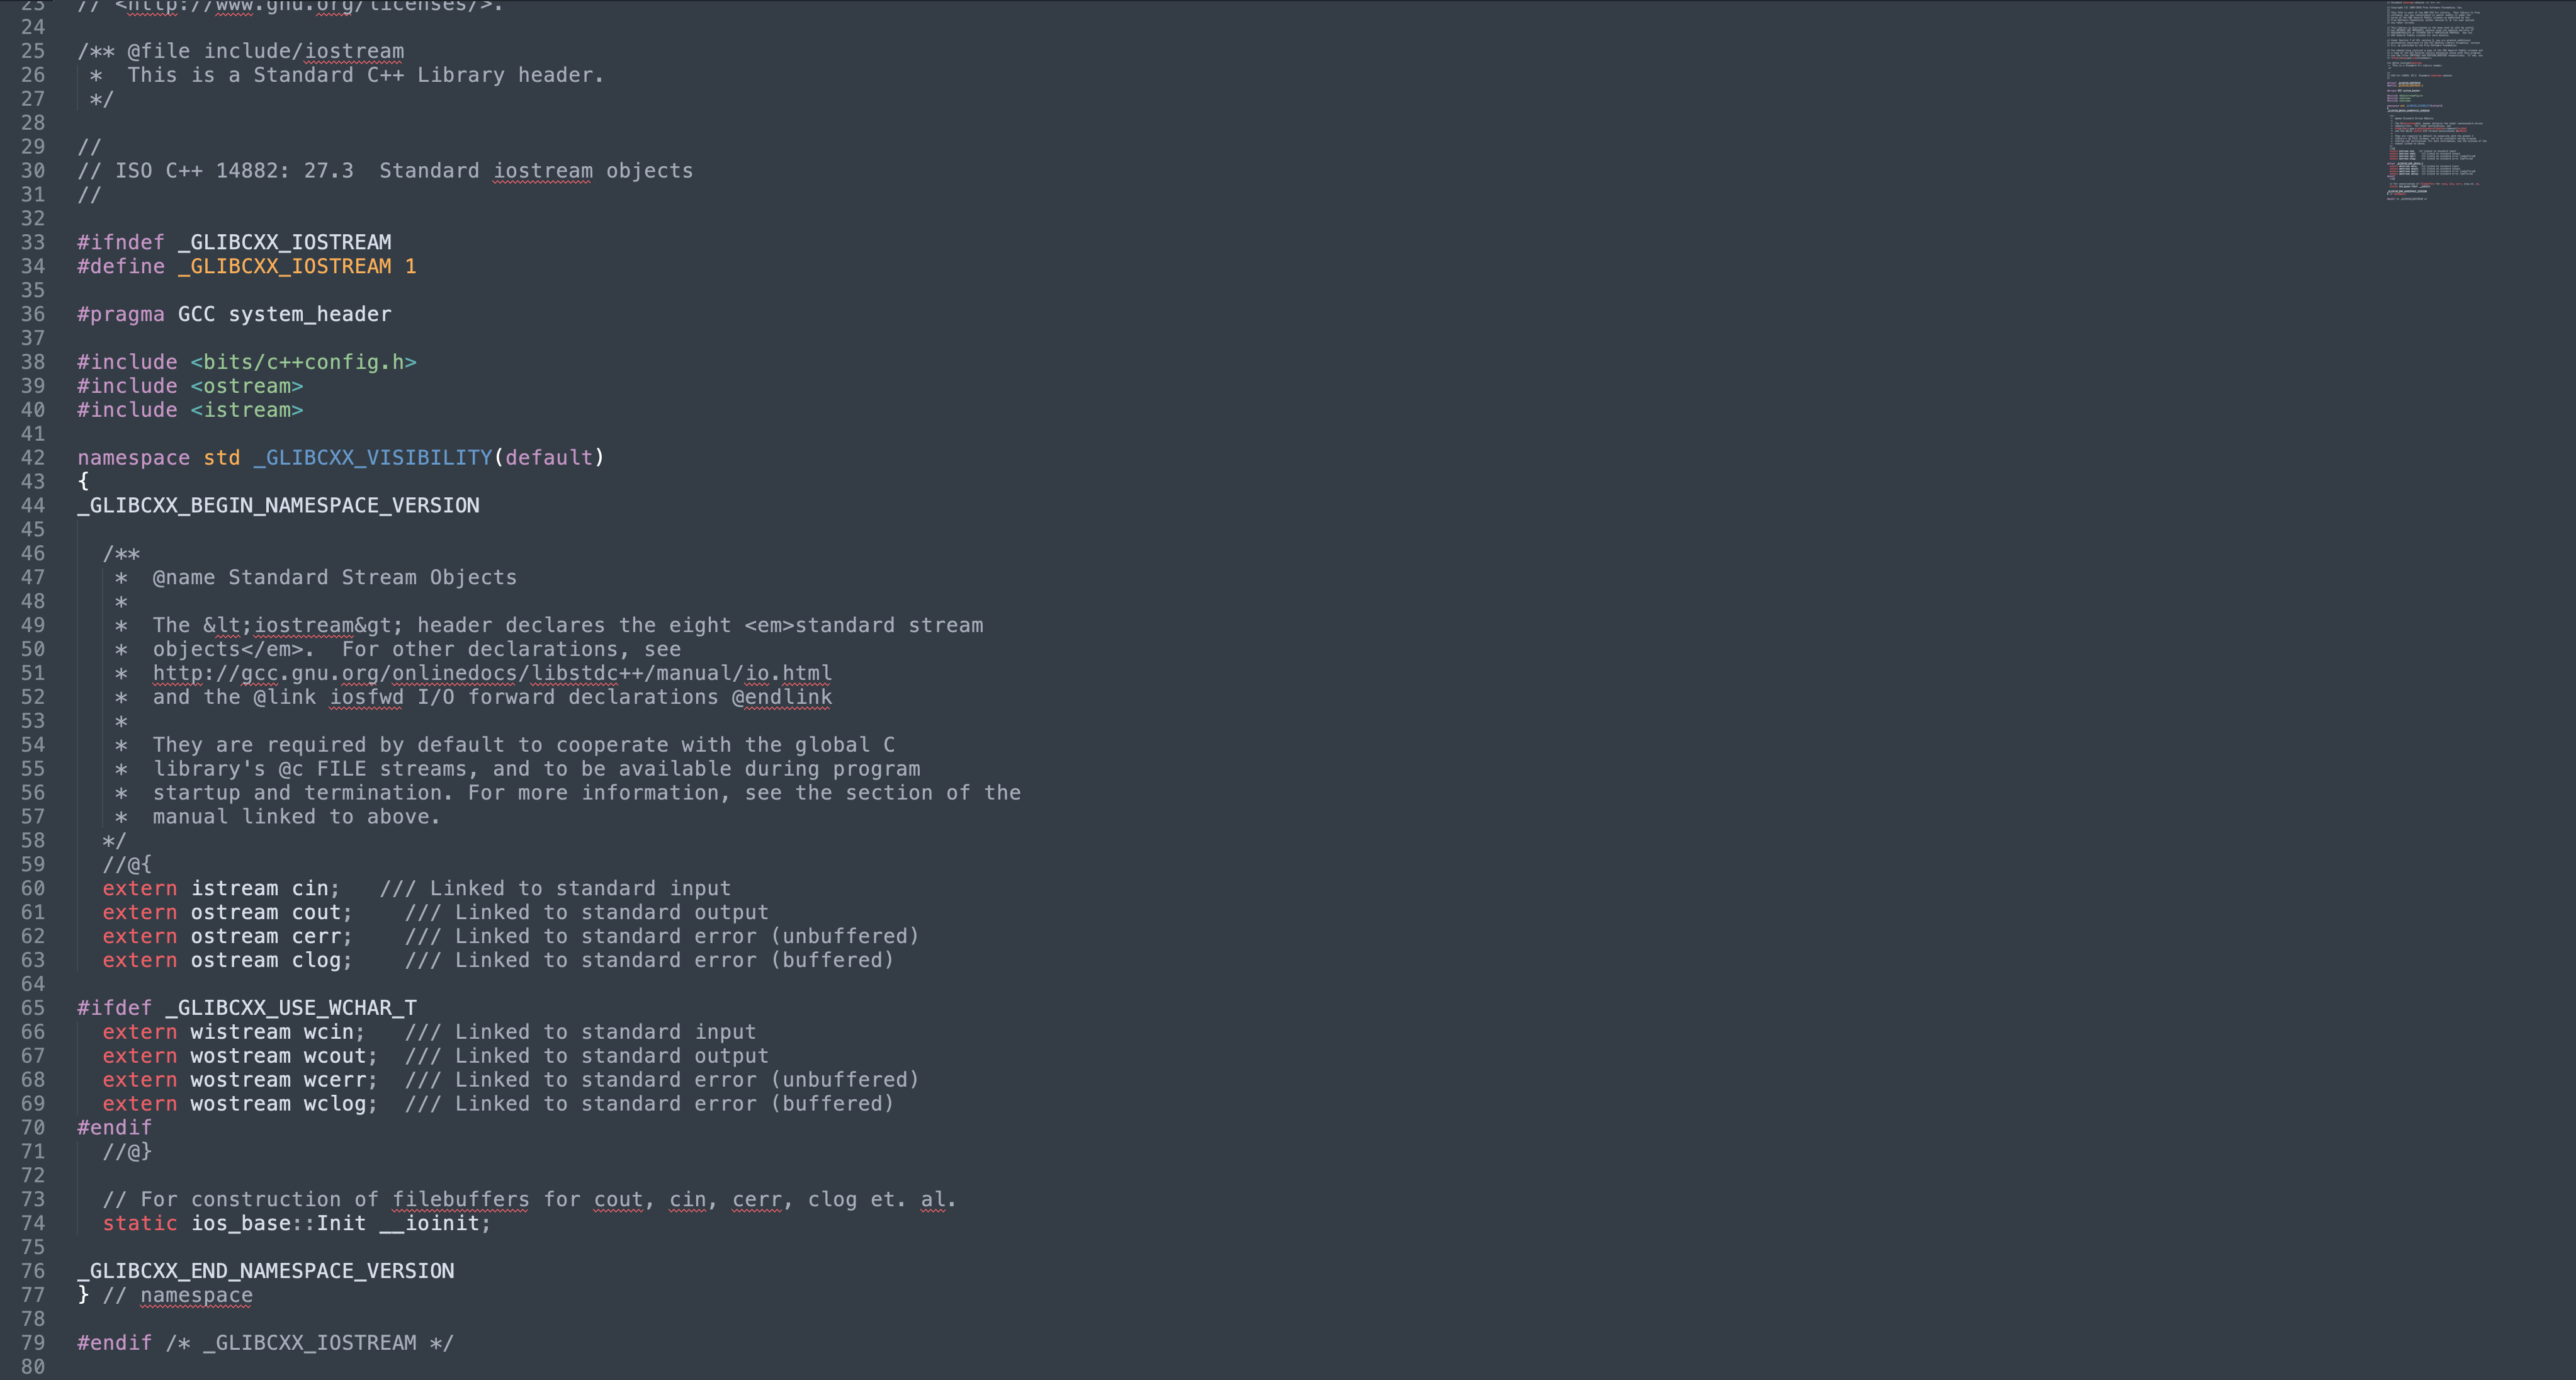 23 // <http://www.gnu.org/licenses/>.
24
25 /** @file include/iostream
26  *  This is a Standard C++ Library header.
27  */
28
29 //
30 // ISO C++ 14882: 27.3  Standard iostream objects
31 //
32
33 #ifndef _GLIBCXX_IOSTREAM
34 #define _GLIBCXX_IOSTREAM 1
35
36 #pragma GCC system_header
37
38 #include <bits/c++config.h>
39 #include <ostream>
40 #include <istream>
41
42 namespace std _GLIBCXX_VISIBILITY(default)
43 {
44 _GLIBCXX_BEGIN_NAMESPACE_VERSION
45
46   /**
47    *  @name Standard Stream Objects
48    *
49    *  The &lt;iostream&gt; header declares the eight <em>standard stream
50    *  objects</em>.  For other declarations, see
51    *  http://gcc.gnu.org/onlinedocs/libstdc++/manual/io.html
52    *  and the @link iosfwd I/O forward declarations @endlink
53    *
54    *  They are required by default to cooperate with the global C
55    *  library's @c FILE streams, and to be available during program
56    *  startup and termination. For more information, see the section of the
57    *  manual linked to above.
58   */
59   //@{
60   extern istream cin;   /// Linked to standard input
61   extern ostream cout;    /// Linked to standard output
62   extern ostream cerr;    /// Linked to standard error (unbuffered)
63   extern ostream clog;    /// Linked to standard error (buffered)
64
65 #ifdef _GLIBCXX_USE_WCHAR_T
66   extern wistream wcin;   /// Linked to standard input
67   extern wostream wcout;  /// Linked to standard output
68   extern wostream wcerr;  /// Linked to standard error (unbuffered)
69   extern wostream wclog;  /// Linked to standard error (buffered)
70 #endif
71   //@}
72
73   // For construction of filebuffers for cout, cin, cerr, clog et. al.
74   static ios_base::Init __ioinit;
75
76 _GLIBCXX_END_NAMESPACE_VERSION
77 } // namespace
78
79 #endif /* _GLIBCXX_IOSTREAM */
80